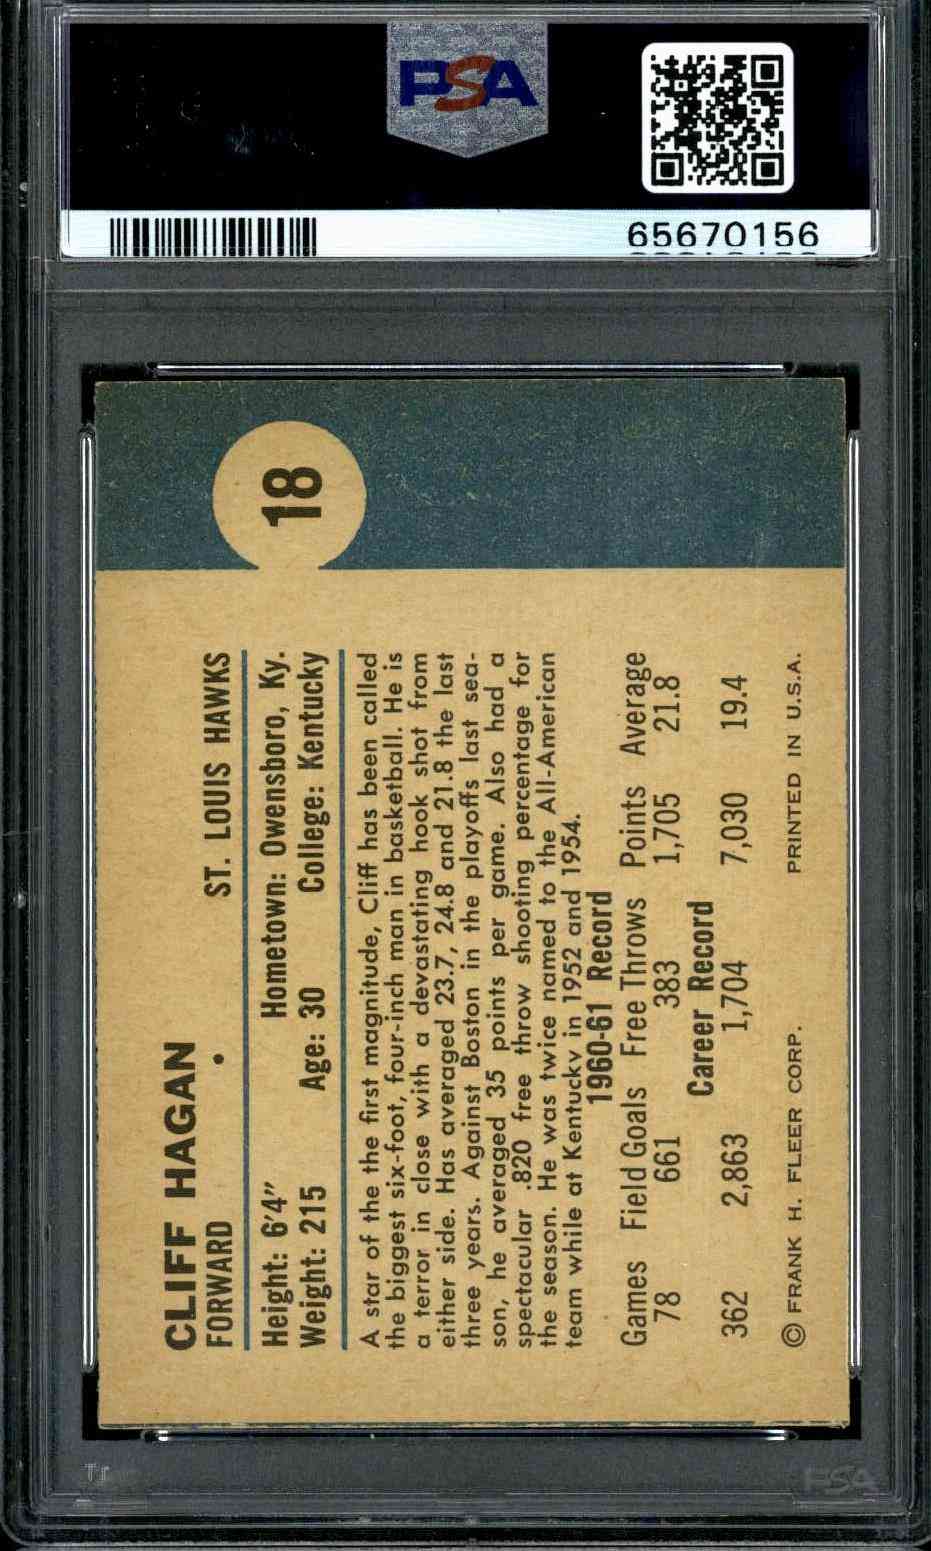 PSA
65670156
18
CLIFF HAGAN
FORWARD • ST. LOUIS HAWKS
Height: 6'4" Hometown: Owensboro, Ky.
Weight: 215 Age: 30 College: Kentucky
A star of the first magnitude, Cliff has been called
the biggest six-foot, four-inch man in basketball. He is
a terror in close with a devastating hook shot from
either side. Has averaged 23.7, 24.8 and 21.8 the last
three years. Against Boston in the playoffs last sea-
son, he averaged 35 points per game. Also had a
spectacular .820 free throw shooting percentage for
the season. He was twice named to the All-American
team while at Kentucky in 1952 and 1954.
1960-61 Record
Games Field Goals Free Throws Points Average
78 661 383 1,705 21.8
Career Record
362 2,863 1,704 7,030 19.4
© FRANK H. FLEER CORP. PRINTED IN U.S.A.
PSA